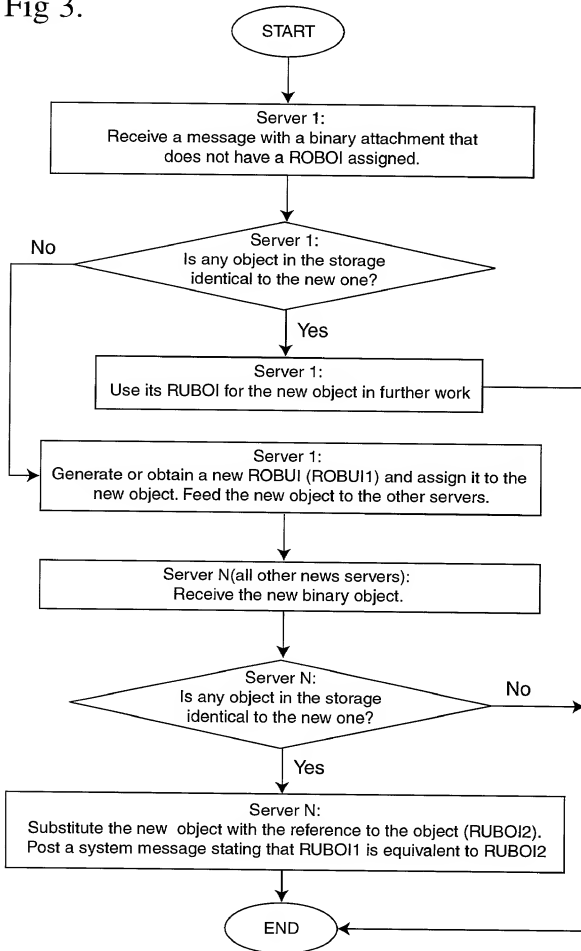 Fig 3.
START
Server 1:
Receive a message with a binary attachment that
does not have a ROBOI assigned.
Server 1:
Is any object in the storage
identical to the new one?
No
Yes
Server 1:
Use its RUBOI for the new object in further work
Server 1:
Generate or obtain a new ROBUI (ROBUI1) and assign it to the
new object. Feed the new object to the other servers.
Server N(all other news servers):
Receive the new binary object.
Server N:
Is any object in the storage
identical to the new one?
No
Yes
Server N:
Substitute the new object with the reference to the object (RUBOI2).
Post a system message stating that RUBOI1 is equivalent to RUBOI2
END